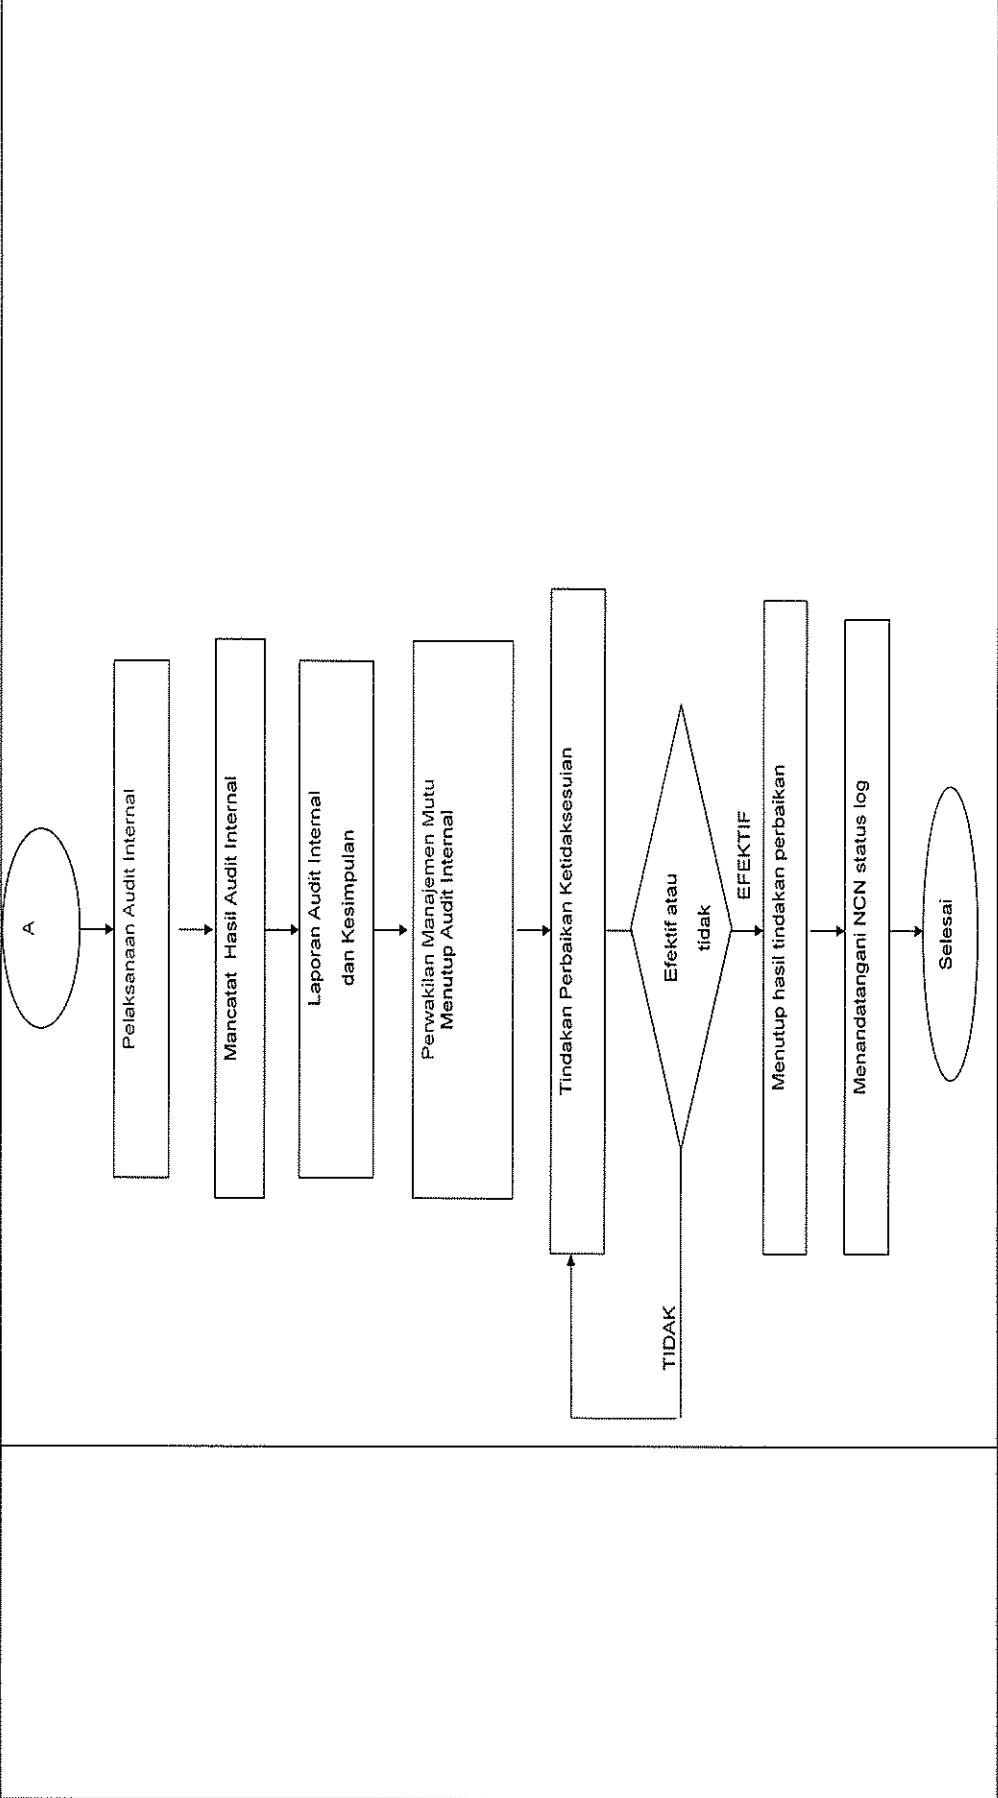 A
Pelaksanaan Audit Internal
Mancatat Hasil Audit Internal
Laporan Audit Internal
dan Kesimpulan
Perwakilan Manajemen Mutu
Menutup Audit Internal
Tindakan Perbaikan Ketidaksesuian
Efektif atau
tidak
TIDAK
EFEKTIF
Menutup hasil tindakan perbaikan
Menandatangani NCN status log
Selesai